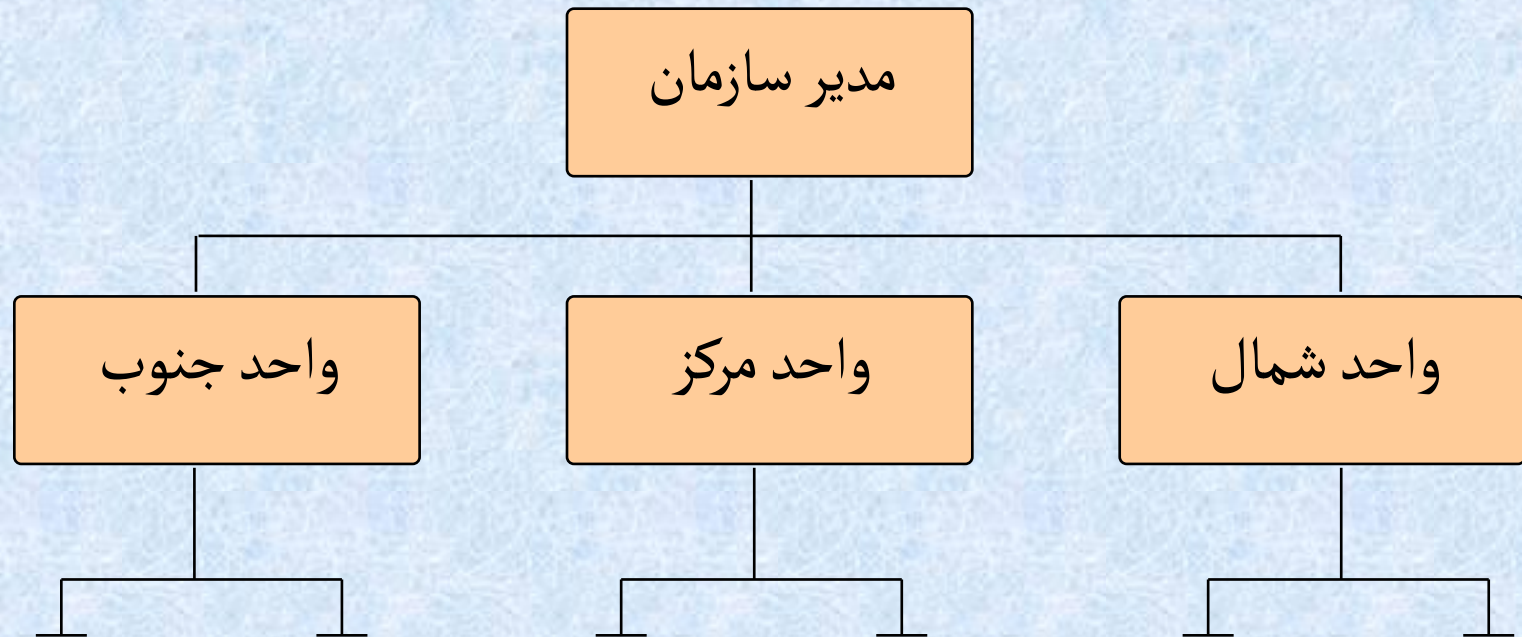 مدیر سازمان
واحد شمال
واحد مرکز
واحد جنوب